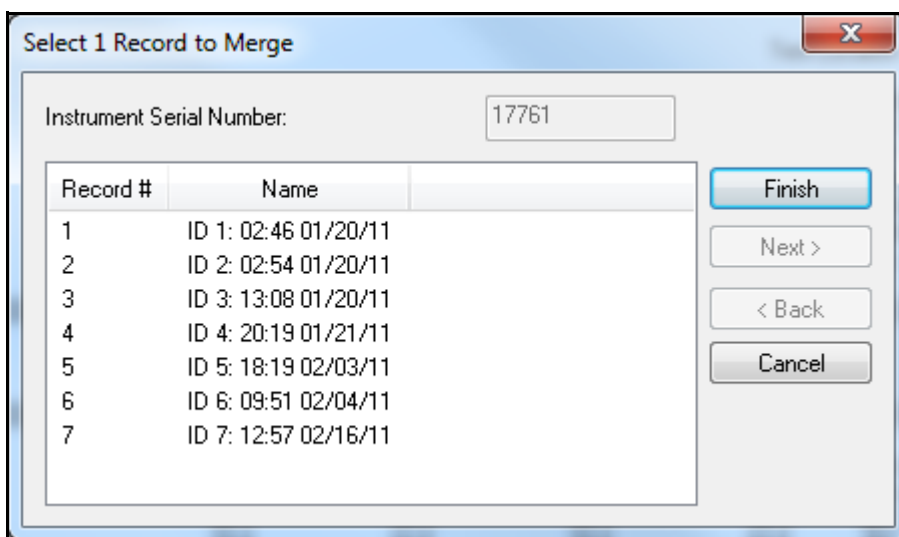 Select 1 Record to Merge
Instrument Serial Number: 17761
Record # Name
1 ID 1: 02:46 01/20/11
2 ID 2: 02:54 01/20/11
3 ID 3: 13:08 01/20/11
4 ID 4: 20:19 01/21/11
5 ID 5: 18:19 02/03/11
6 ID 6: 09:51 02/04/11
7 ID 7: 12:57 02/16/11
Finish
Next >
< Back
Cancel